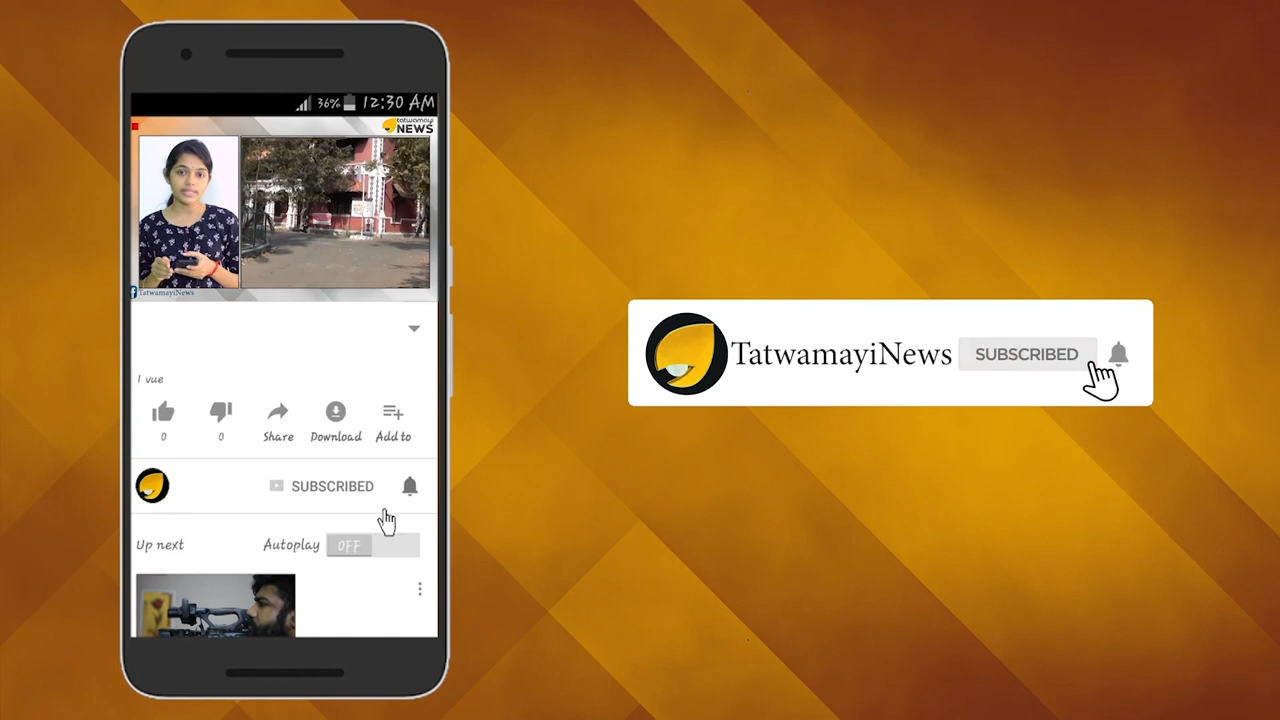 36% 12:30 AM
tatwamayi
NEWS
TatwamayiNews
1 vue
0 0 Share Download Add to
SUBSCRIBED
Up next Autoplay OFF
TatwamayiNews SUBSCRIBED